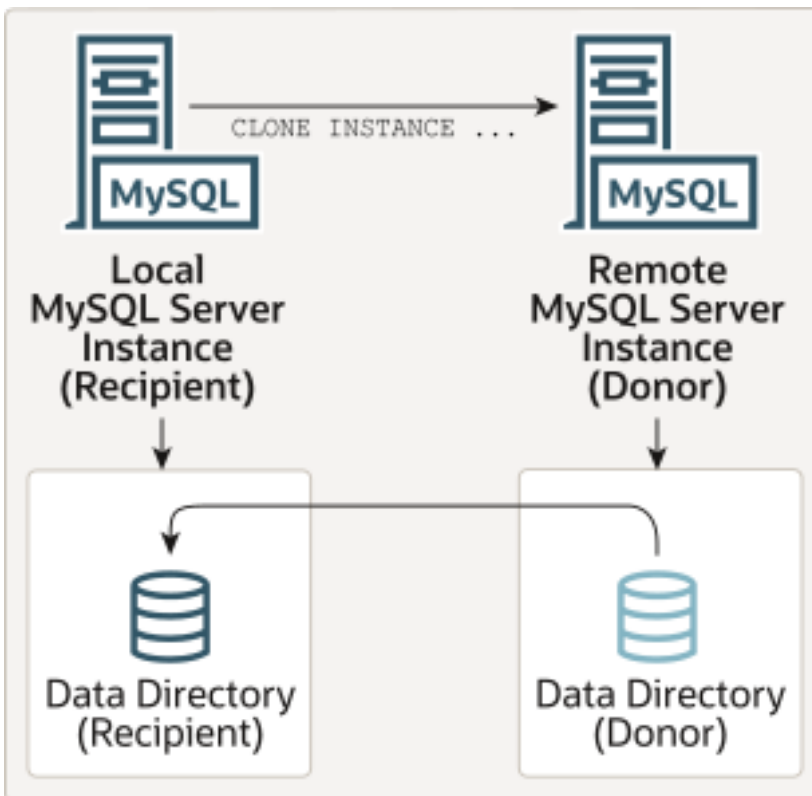 CLONE INSTANCE ...
MySQL
MySQL
Local
MySQL Server
Instance
(Recipient)
Remote
MySQL Server
Instance
(Donor)
Data Directory
(Recipient)
Data Directory
(Donor)